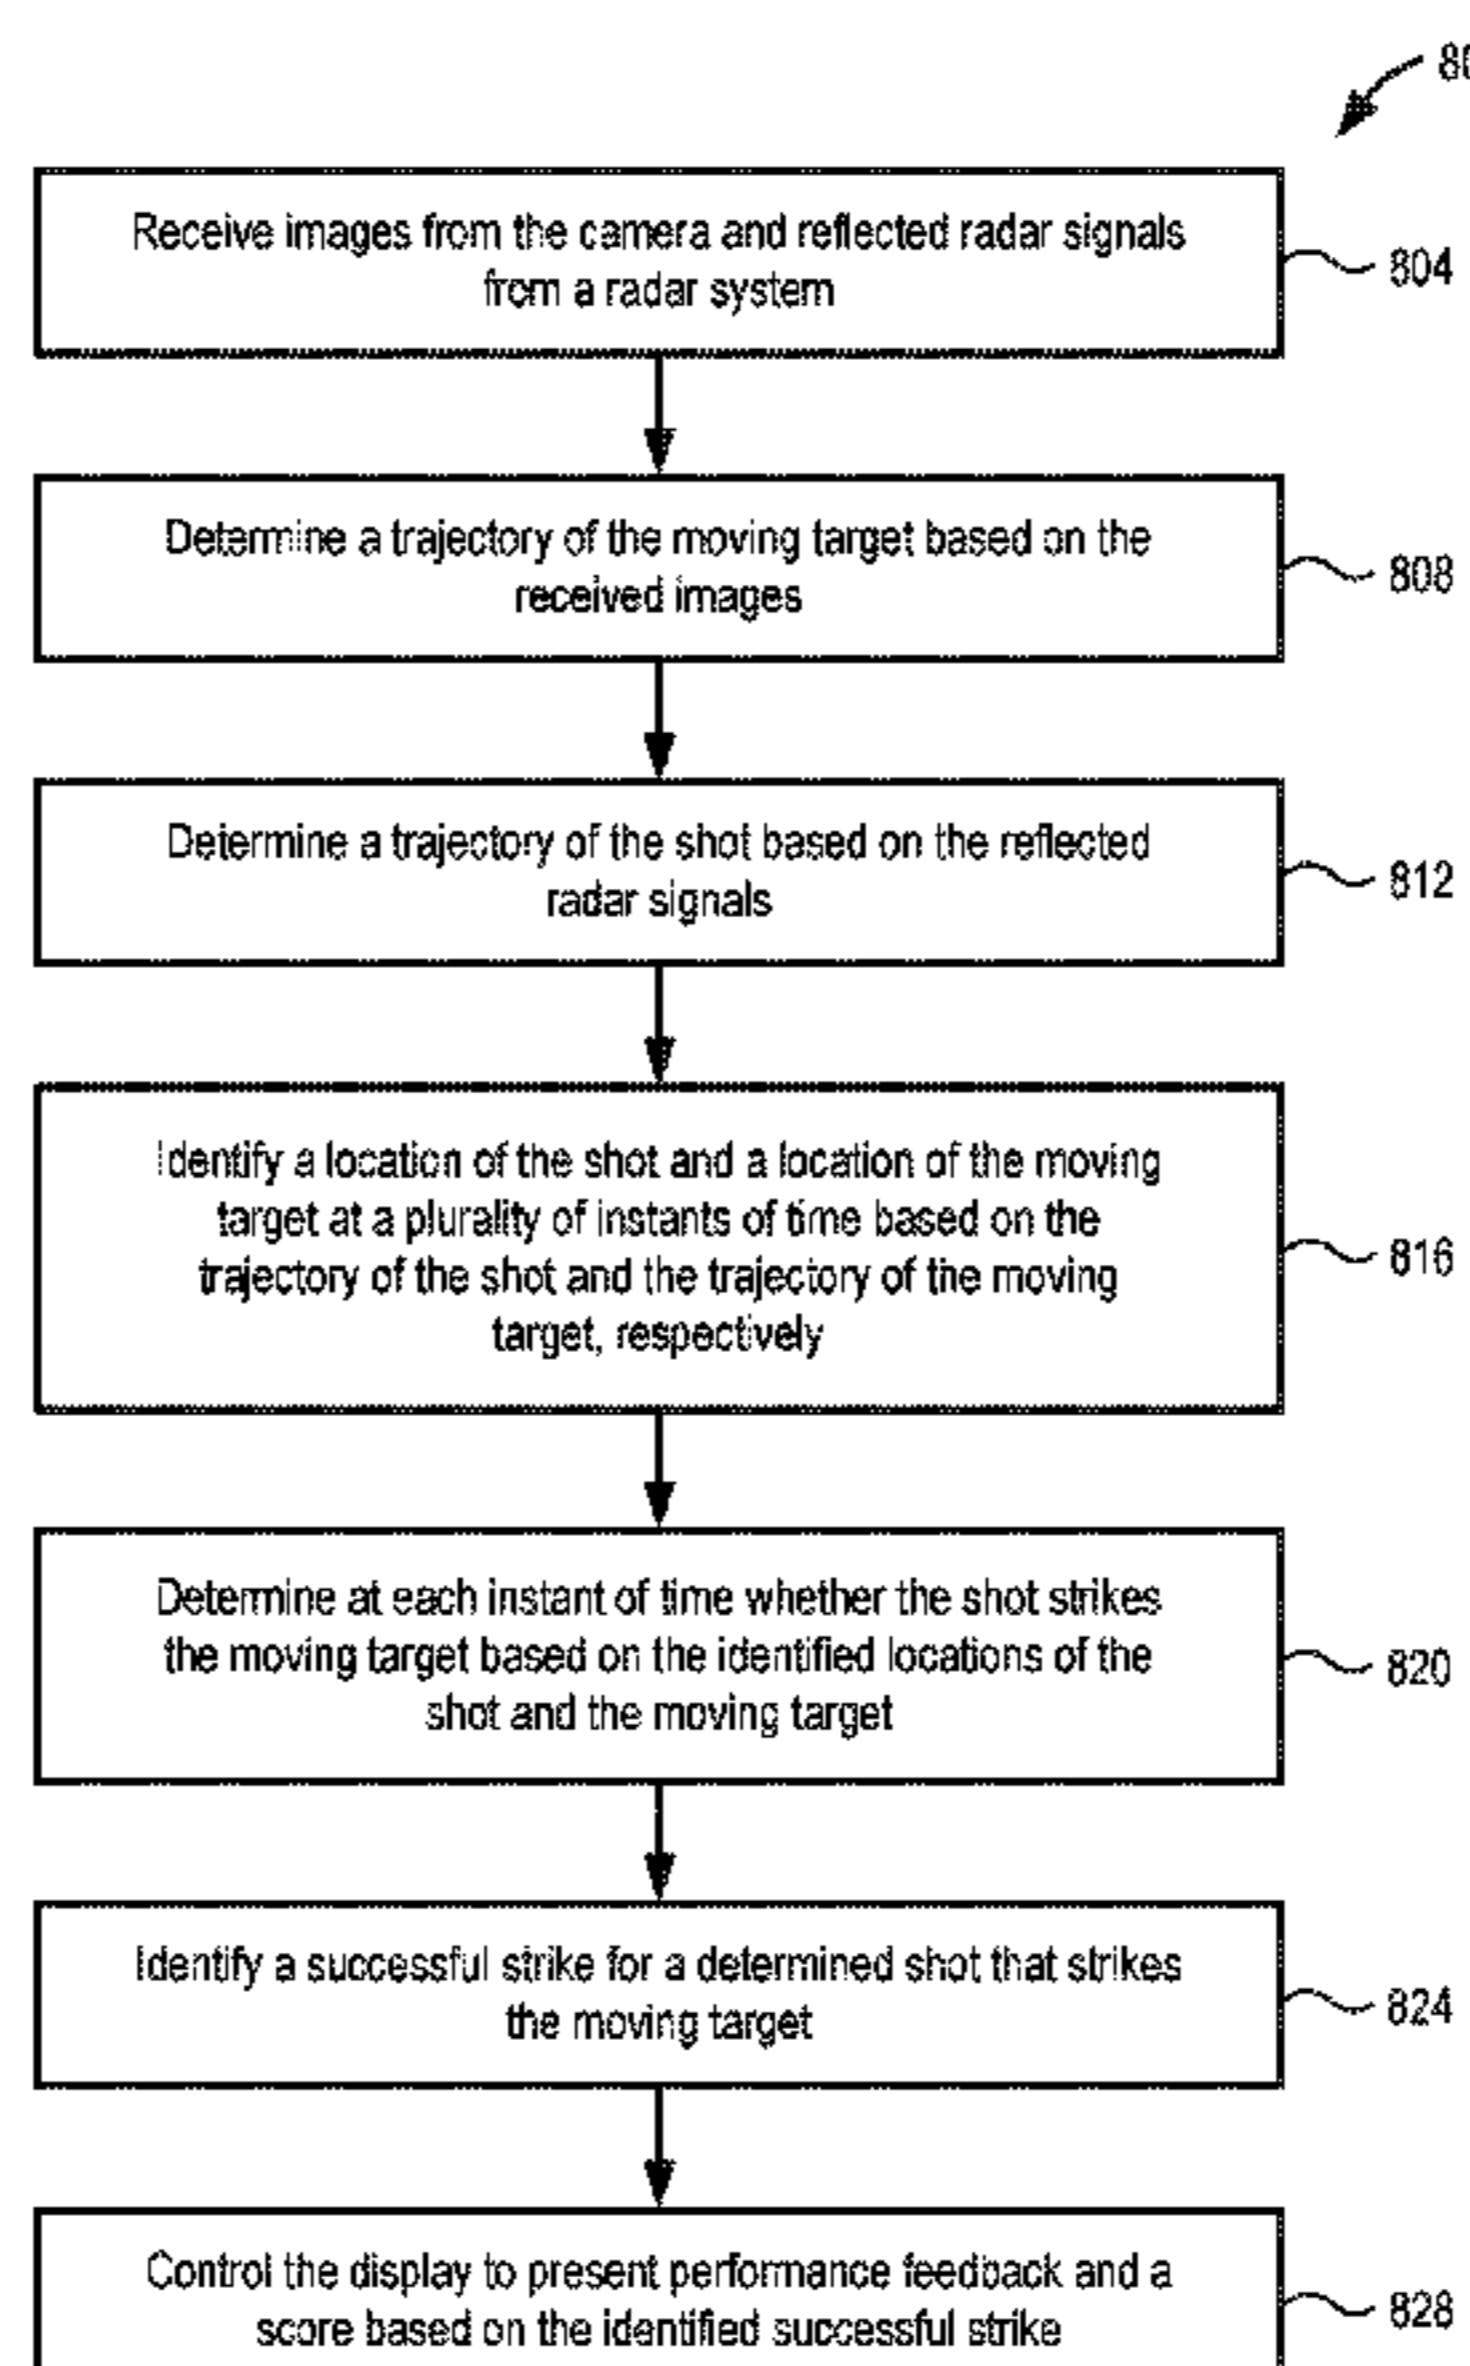 Receive images from the camera and reflected radar signals
from a radar system
804
Determine a trajectory of the moving target based on the
received images
808
Determine a trajectory of the shot based on the reflected
radar signals
812
Identify a location of the shot and a location of the moving
target at a plurality of instants of time based on the
trajectory of the shot and the trajectory of the moving
target, respectively
816
Determine at each instant of time whether the shot strikes
the moving target based on the identified locations of the
shot and the moving target
820
Identify a successful strike for a determined shot that strikes
the moving target
824
Control the display to present performance feedback and a
score based on the identified successful strike
828